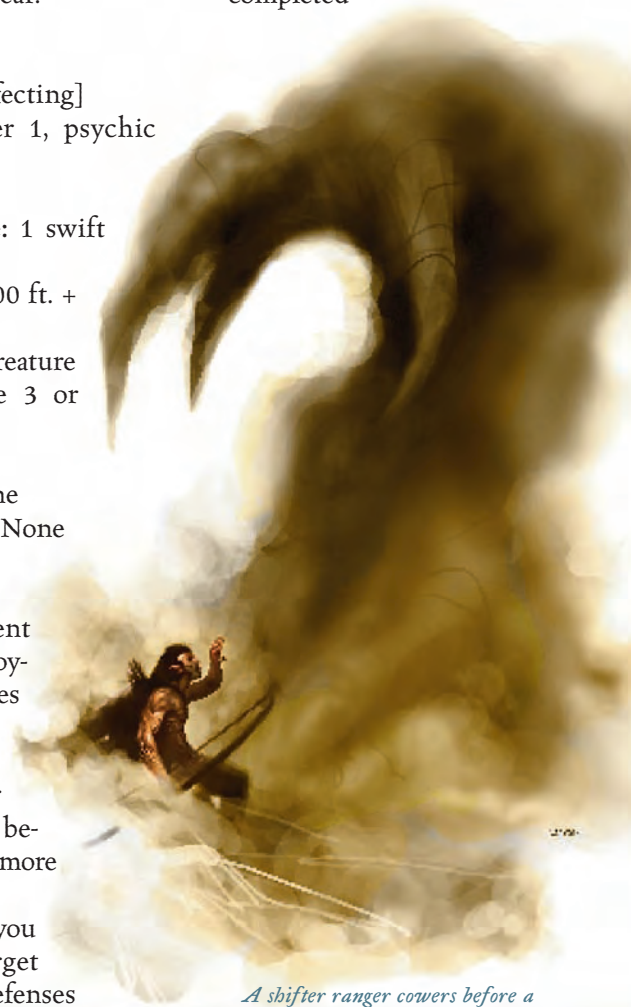 completed
fecting]
er 1, psychic
: 1 swift
00 ft. +
reature
e 3 or
ne
None
ent
oy-
es
be-
more
you
rget
efenses
A shifter ranger cowers before a